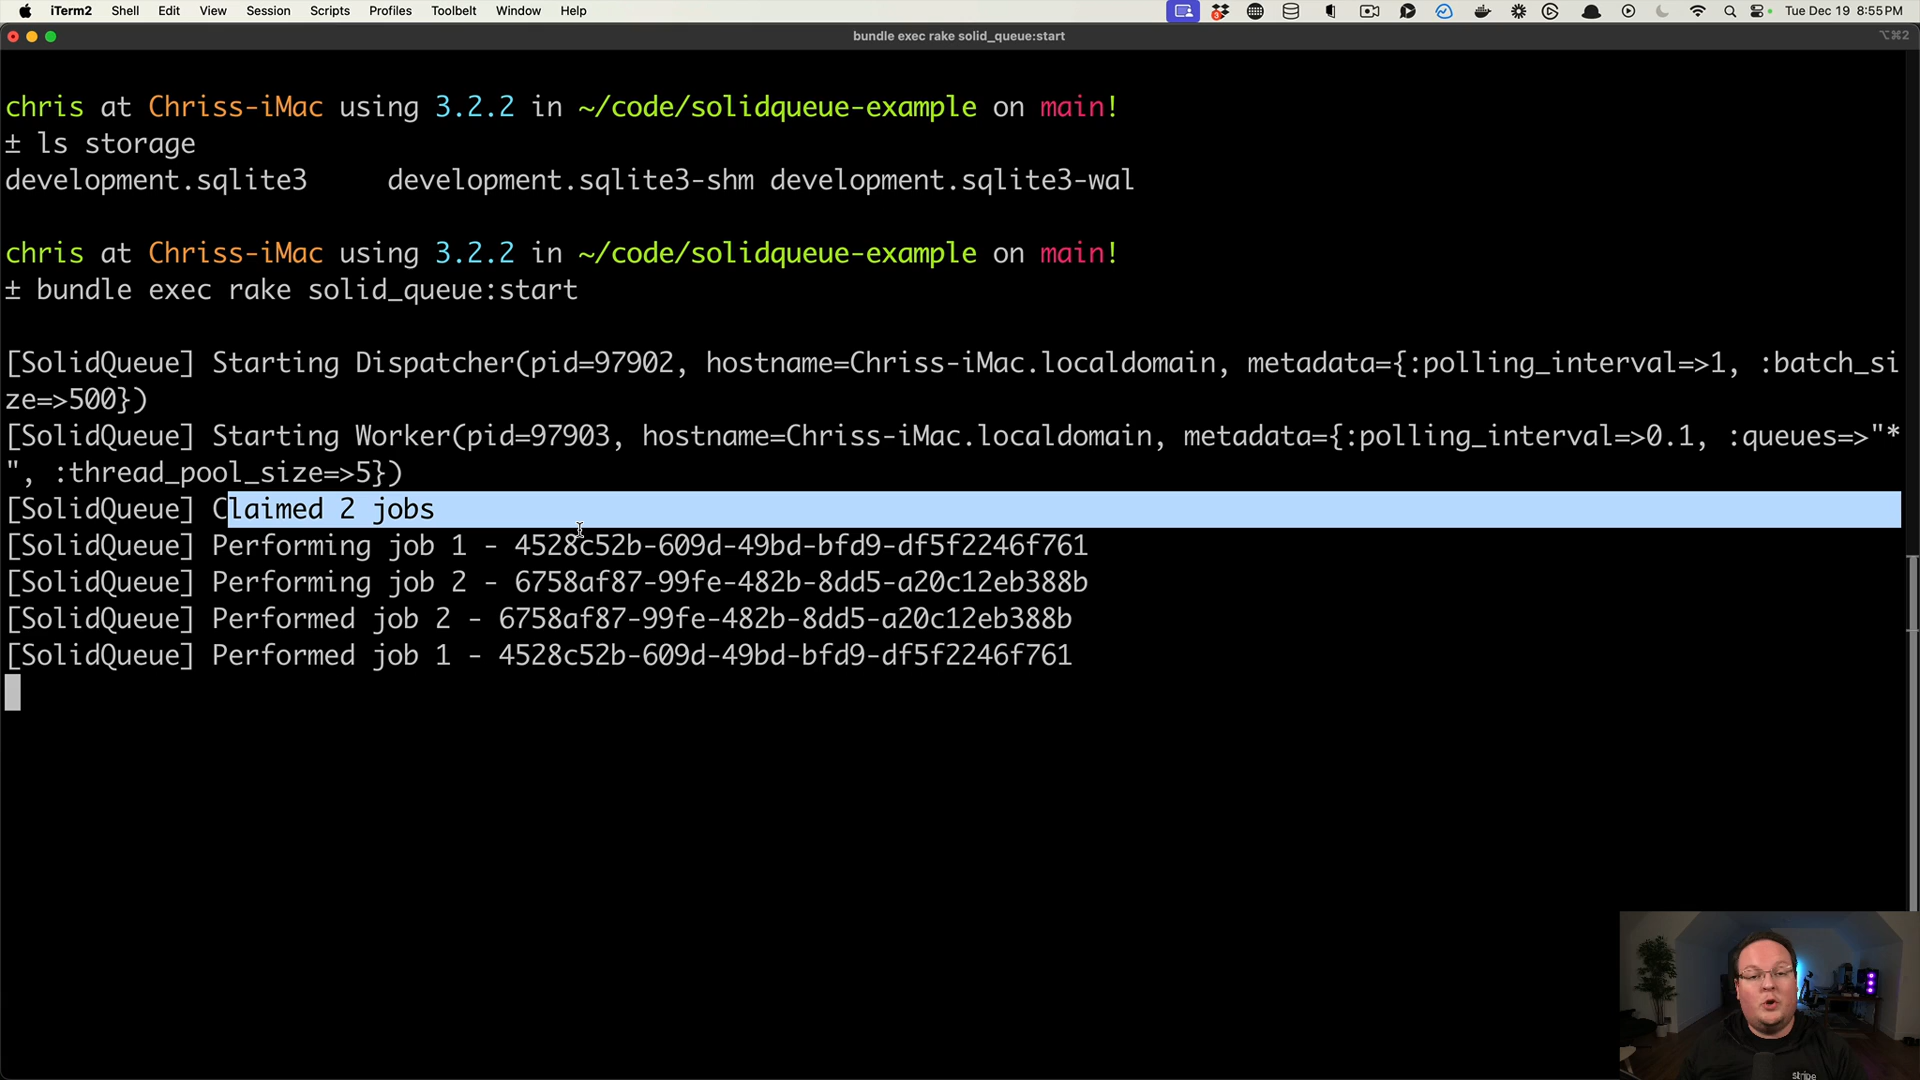 iTerm2 Shell Edit View Session Scripts Profiles Toolbelt Window Help
3
Tue Dec 19 8:55 PM
bundle exec rake solid_queue:start
⌥⌘2
chris at Chriss-iMac using 3.2.2 in ~/code/solidqueue-example on main!
± ls storage
development.sqlite3 development.sqlite3-shm development.sqlite3-wal
chris at Chriss-iMac using 3.2.2 in ~/code/solidqueue-example on main!
± bundle exec rake solid_queue:start
[SolidQueue] Starting Dispatcher(pid=97902, hostname=Chriss-iMac.localdomain, metadata={:polling_interval=>1, :batch_si
ze=>500})
[SolidQueue] Starting Worker(pid=97903, hostname=Chriss-iMac.localdomain, metadata={:polling_interval=>0.1, :queues=>"*
", :thread_pool_size=>5})
[SolidQueue] Claimed 2 jobs
[SolidQueue] Performing job 1 - 4528c52b-609d-49bd-bfd9-df5f2246f761
[SolidQueue] Performing job 2 - 6758af87-99fe-482b-8dd5-a20c12eb388b
[SolidQueue] Performed job 2 - 6758af87-99fe-482b-8dd5-a20c12eb388b
[SolidQueue] Performed job 1 - 4528c52b-609d-49bd-bfd9-df5f2246f761
stripe